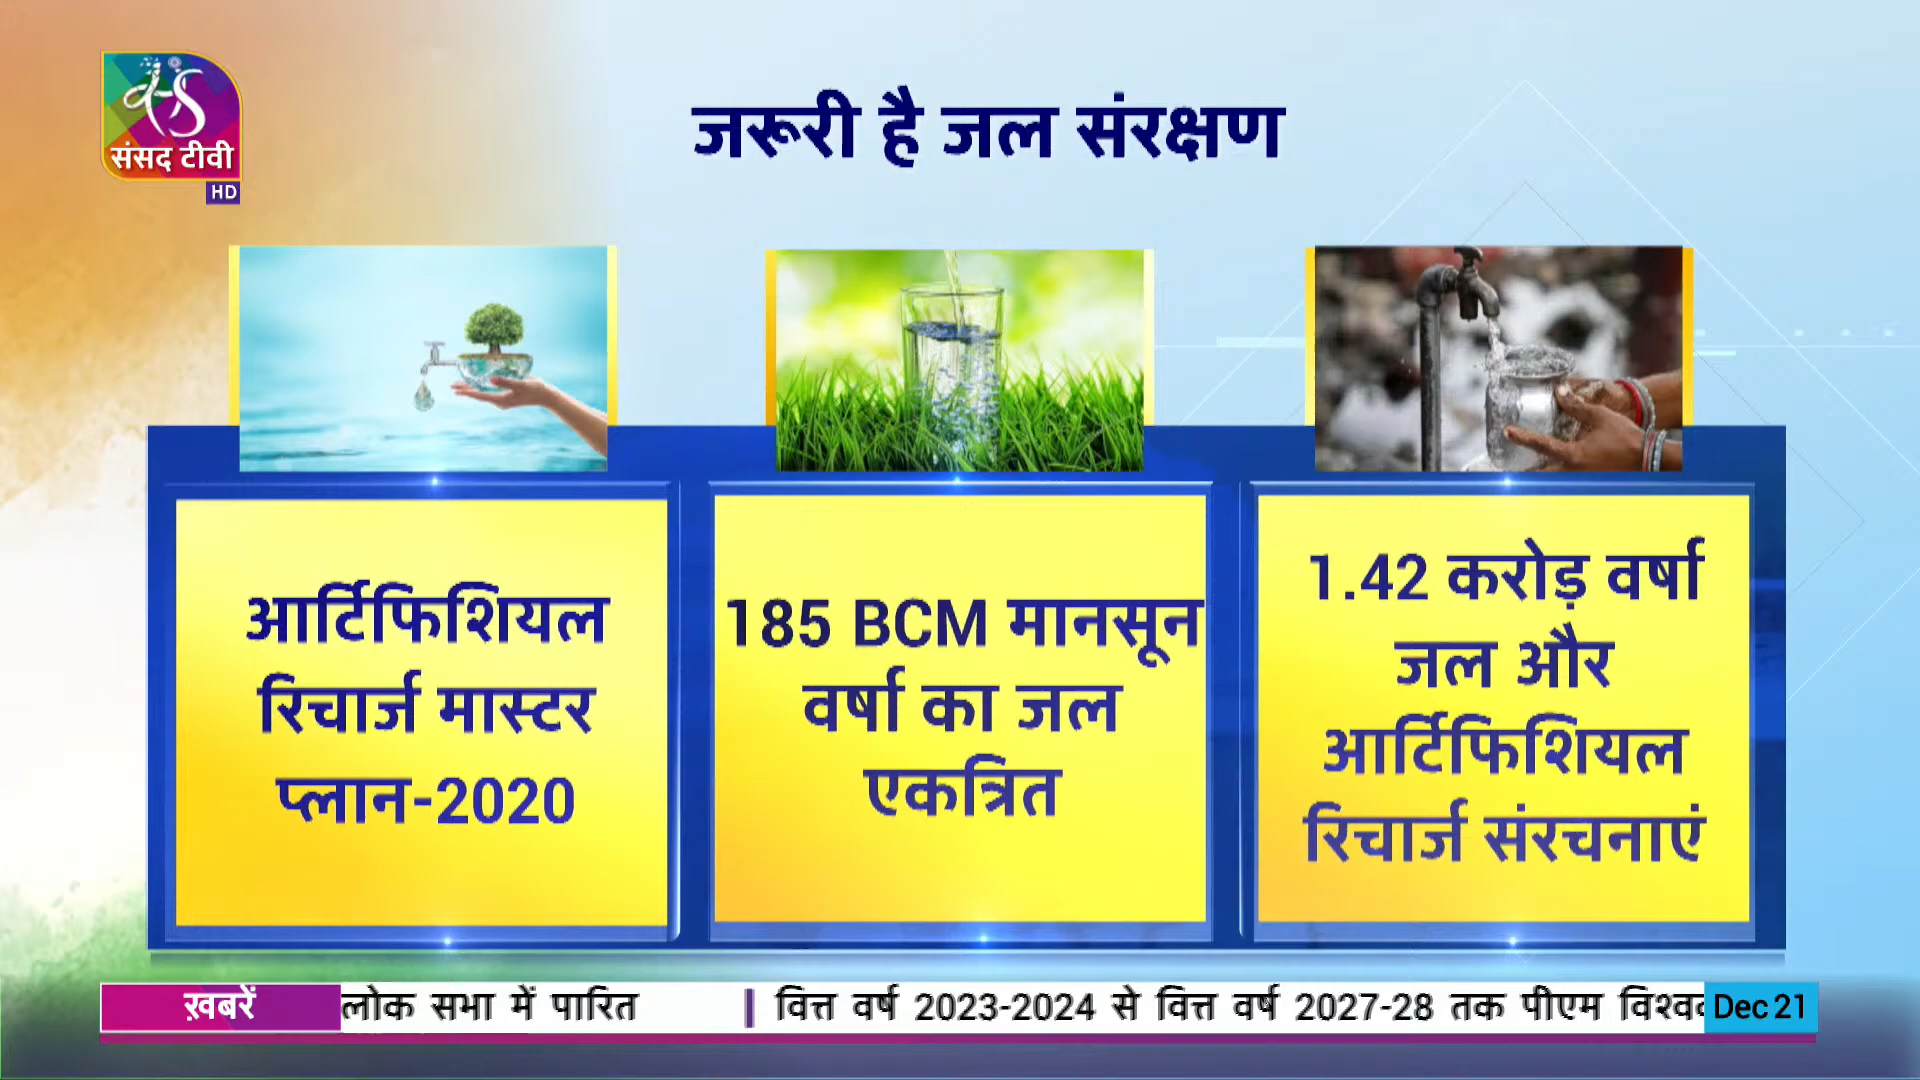 संसद टीवी
HD
जरूरी है जल संरक्षण
आर्टिफिशियल
रिचार्ज मास्टर
प्लान-2020
185 BCM मानसून
वर्षा का जल
एकत्रित
1.42 करोड़ वर्षा
जल और
आर्टिफिशियल
रिचार्ज संरचनाएं
ख़बरें
लोक सभा में पारित | वित्त वर्ष 2023-2024 से वित्त वर्ष 2027-28 तक पीएम
Dec 21